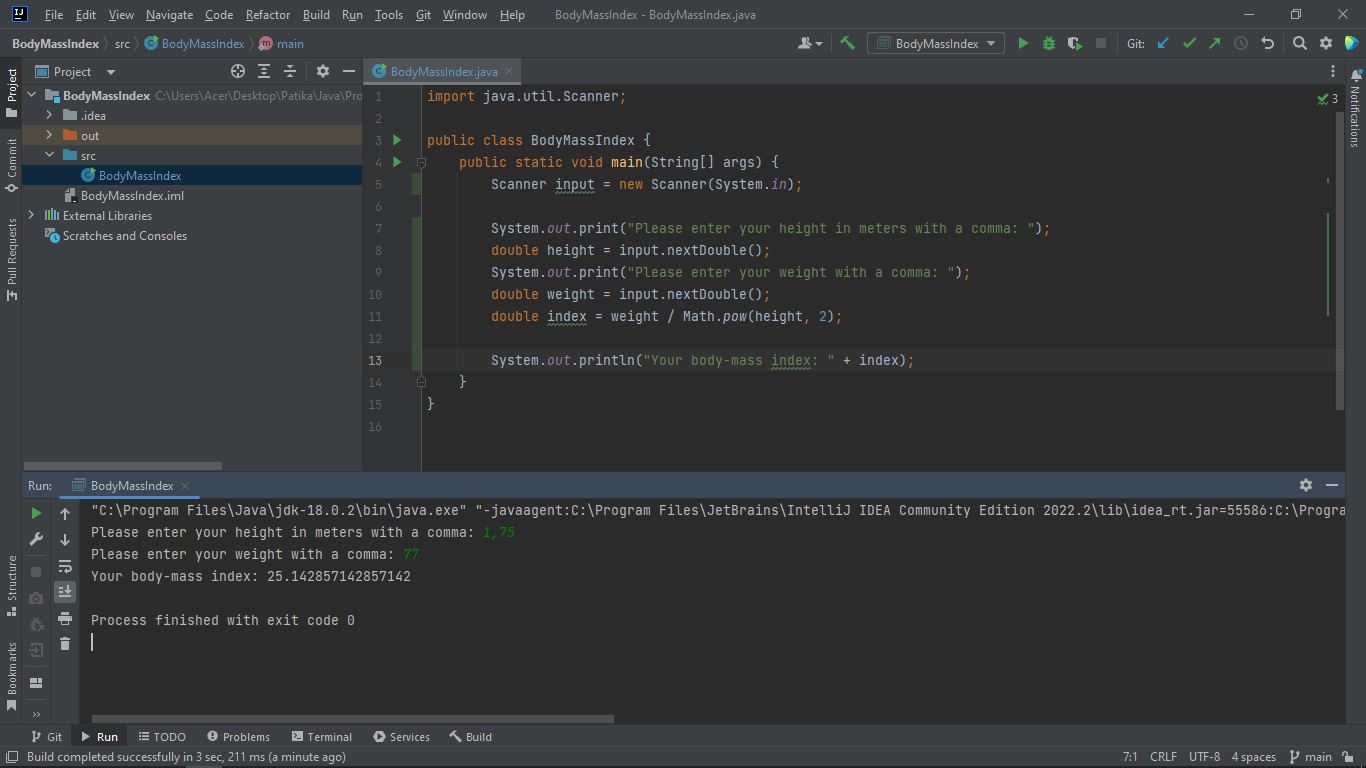 File Edit View Navigate Code Refactor Build Run Tools Git Window Help BodyMassIndex - BodyMassIndex.java
BodyMassIndex src BodyMassIndex main BodyMassIndex Git:
Project
BodyMassIndex.java
BodyMassIndex C:\Users\Acer\Desktop\Patika\Java\Pro
.idea
out
src
BodyMassIndex
BodyMassIndex.iml
External Libraries
Scratches and Consoles
Project
Commit
Pull Requests
Structure
Bookmarks
Notifications
3
1 import java.util.Scanner;
2
3 public class BodyMassIndex {
4 public static void main(String[] args) {
5 Scanner input = new Scanner(System.in);
6
7 System.out.print("Please enter your height in meters with a comma: ");
8 double height = input.nextDouble();
9 System.out.print("Please enter your weight with a comma: ");
10 double weight = input.nextDouble();
11 double index = weight / Math.pow(height, 2);
12
13 System.out.println("Your body-mass index: " + index);
14 }
15 }
16
Run: BodyMassIndex
"C:\Program Files\Java\jdk-18.0.2\bin\java.exe" "-javaagent:C:\Program Files\JetBrains\IntelliJ IDEA Community Edition 2022.2\lib\idea_rt.jar=55586:C:\Progra
Please enter your height in meters with a comma: 1,75
Please enter your weight with a comma: 77
Your body-mass index: 25.142857142857142
Process finished with exit code 0
Git Run TODO Problems Terminal Services Build
Build completed successfully in 3 sec, 211 ms (a minute ago) 7:1 CRLF UTF-8 4 spaces main